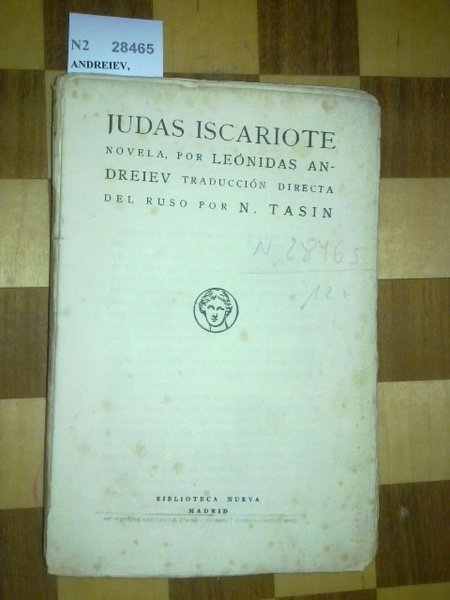 N2 28465
ANDREIEV,
JUDAS ISCARIOTE
NOVELA, POR LEÓNIDAS AN-
DREIEV TRADUCCIÓN DIRECTA
DEL RUSO POR N. TASIN
N 28465
12
BIBLIOTECA NUEVA
MADRID